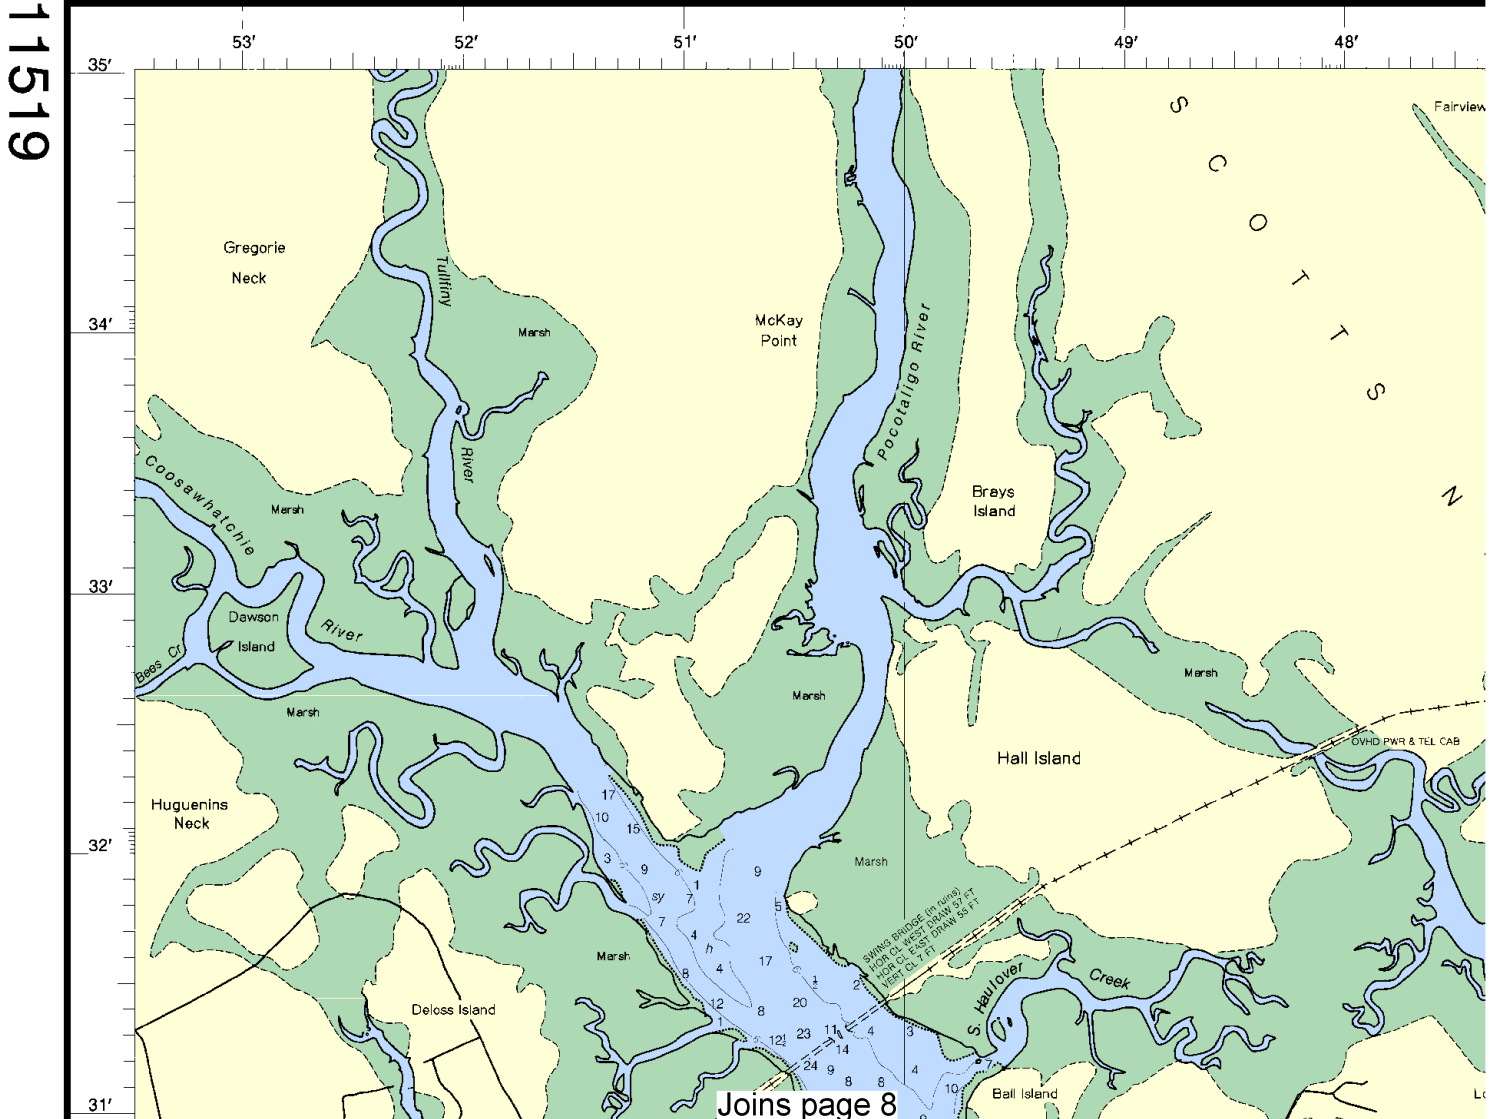 11519
53'
52'
51'
50'
49'
48'
35'
34'
33'
32'
31'
SCOTTS N
Fairview
Gregorie
Neck
Tullfiny
River
Marsh
McKay
Point
Pocotaligo River
Coosawhatchie
River
Marsh
Brays
Island
Dawson
Island
Bees Cr
Marsh
Marsh
Marsh
OVHD PWR & TEL CAB
Hall Island
Huguenins
Neck
17
10
15
3
9
1
9
sy
7
5
7
22
4
h
Marsh
17
4
8
2
Marsh
SWING BRIDGE (in ruins)
HOR CL WEST DRAW 57 FT
HOR CL EAST DRAW 55 FT
VERT CL 7 FT
S. Haulover
Creek
Deloss Island
12
8
20
1
12
23
11
4
3
14
24
9
8
8
4
7
10
Ball Island
Joins page 8